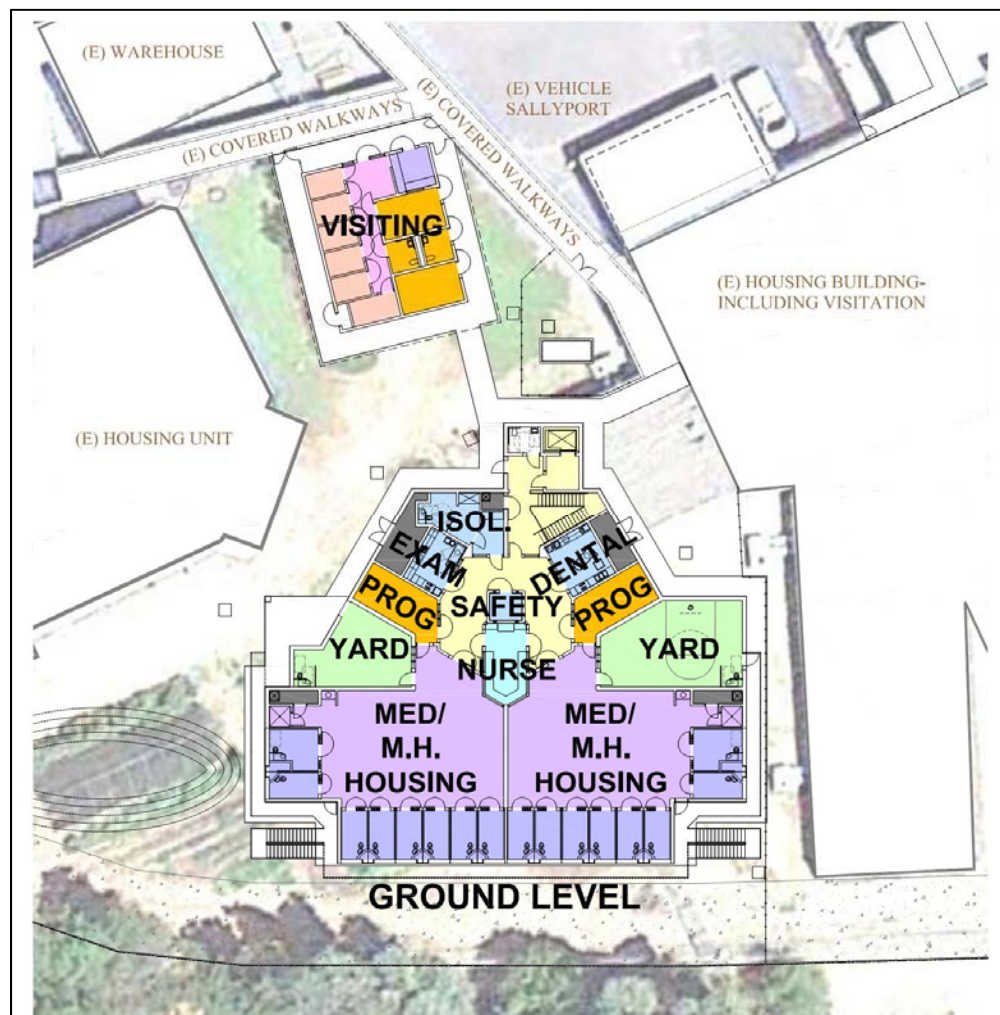 (E) WAREHOUSE
(E) COVERED WALKWAYS
(E) COVERED WALKWAYS
(E) VEHICLE
SALLYPORT
VISITING
(E) HOUSING BUILDING-
INCLUDING VISITATION
(E) HOUSING UNIT
ISOL.
EXAM
DENTAL
PROG
SAFETY
PROG
YARD
NURSE
YARD
MED/
M.H.
HOUSING
MED/
M.H.
HOUSING
GROUND LEVEL